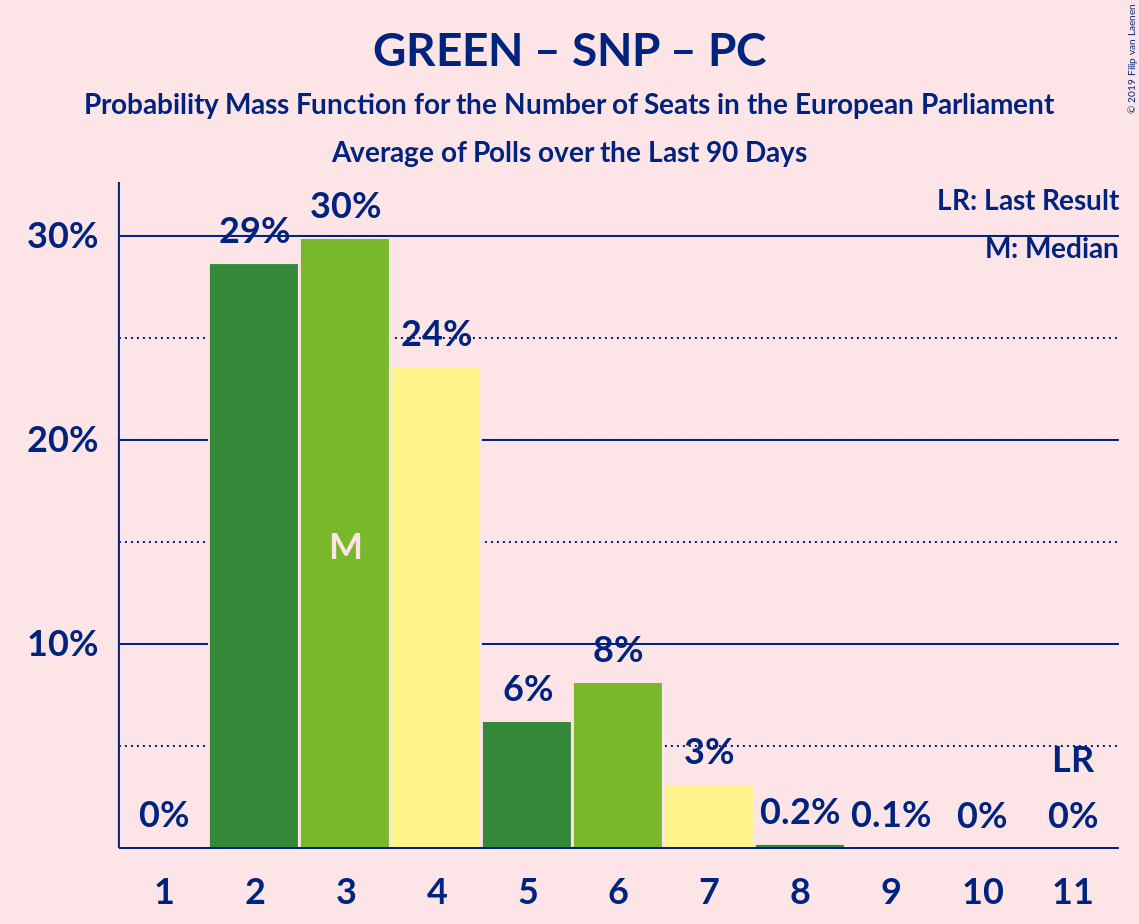 GREEN – SNP – PC
Probability Mass Function for the Number of Seats in the European Parliament
Average of Polls over the Last 90 Days
© 2019 Filip van Laenen
LR: Last Result
M: Median
30%
20%
10%
0%
29%
30%
24%
6%
8%
3%
0.2%
0.1%
0%
0%
M
LR
1 2 3 4 5 6 7 8 9 10 11